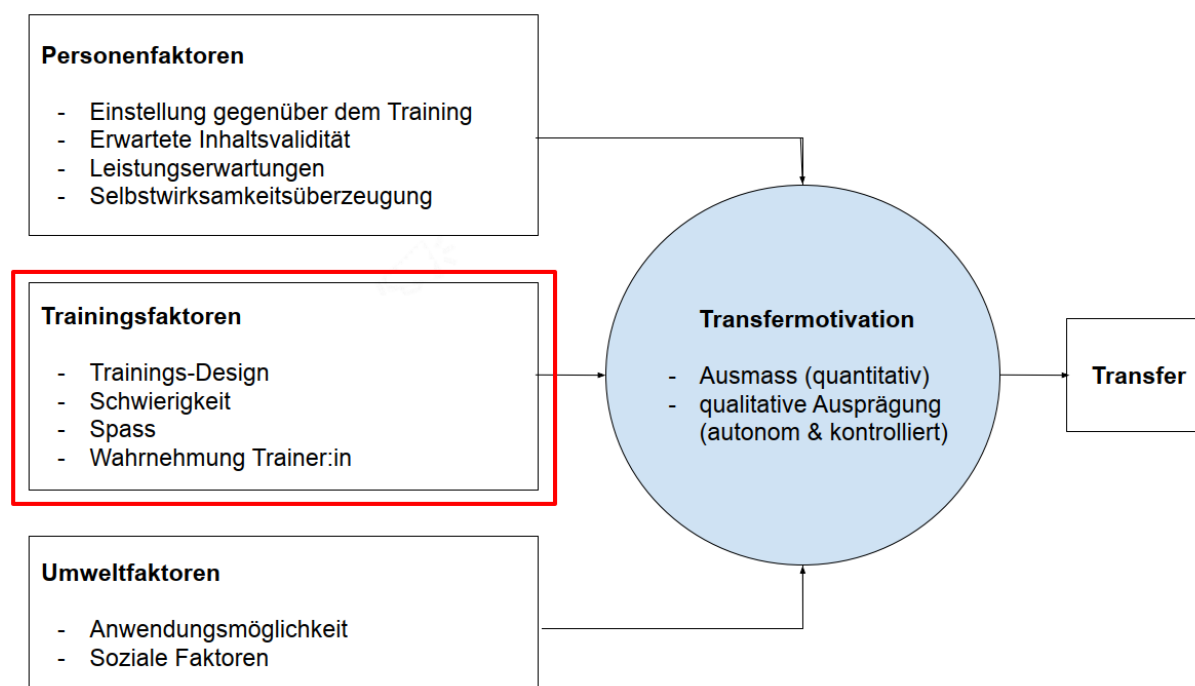 Personenfaktoren
- Einstellung gegenüber dem Training
- Erwartete Inhaltsvalidität
- Leistungserwartungen
- Selbstwirksamkeitsüberzeugung
Trainingsfaktoren
- Trainings-Design
- Schwierigkeit
- Spass
- Wahrnehmung Trainer:in
Umweltfaktoren
- Anwendungsmöglichkeit
- Soziale Faktoren
Transfermotivation
- Ausmass (quantitativ)
- qualitative Ausprägung
(autonom & kontrolliert)
Transfer